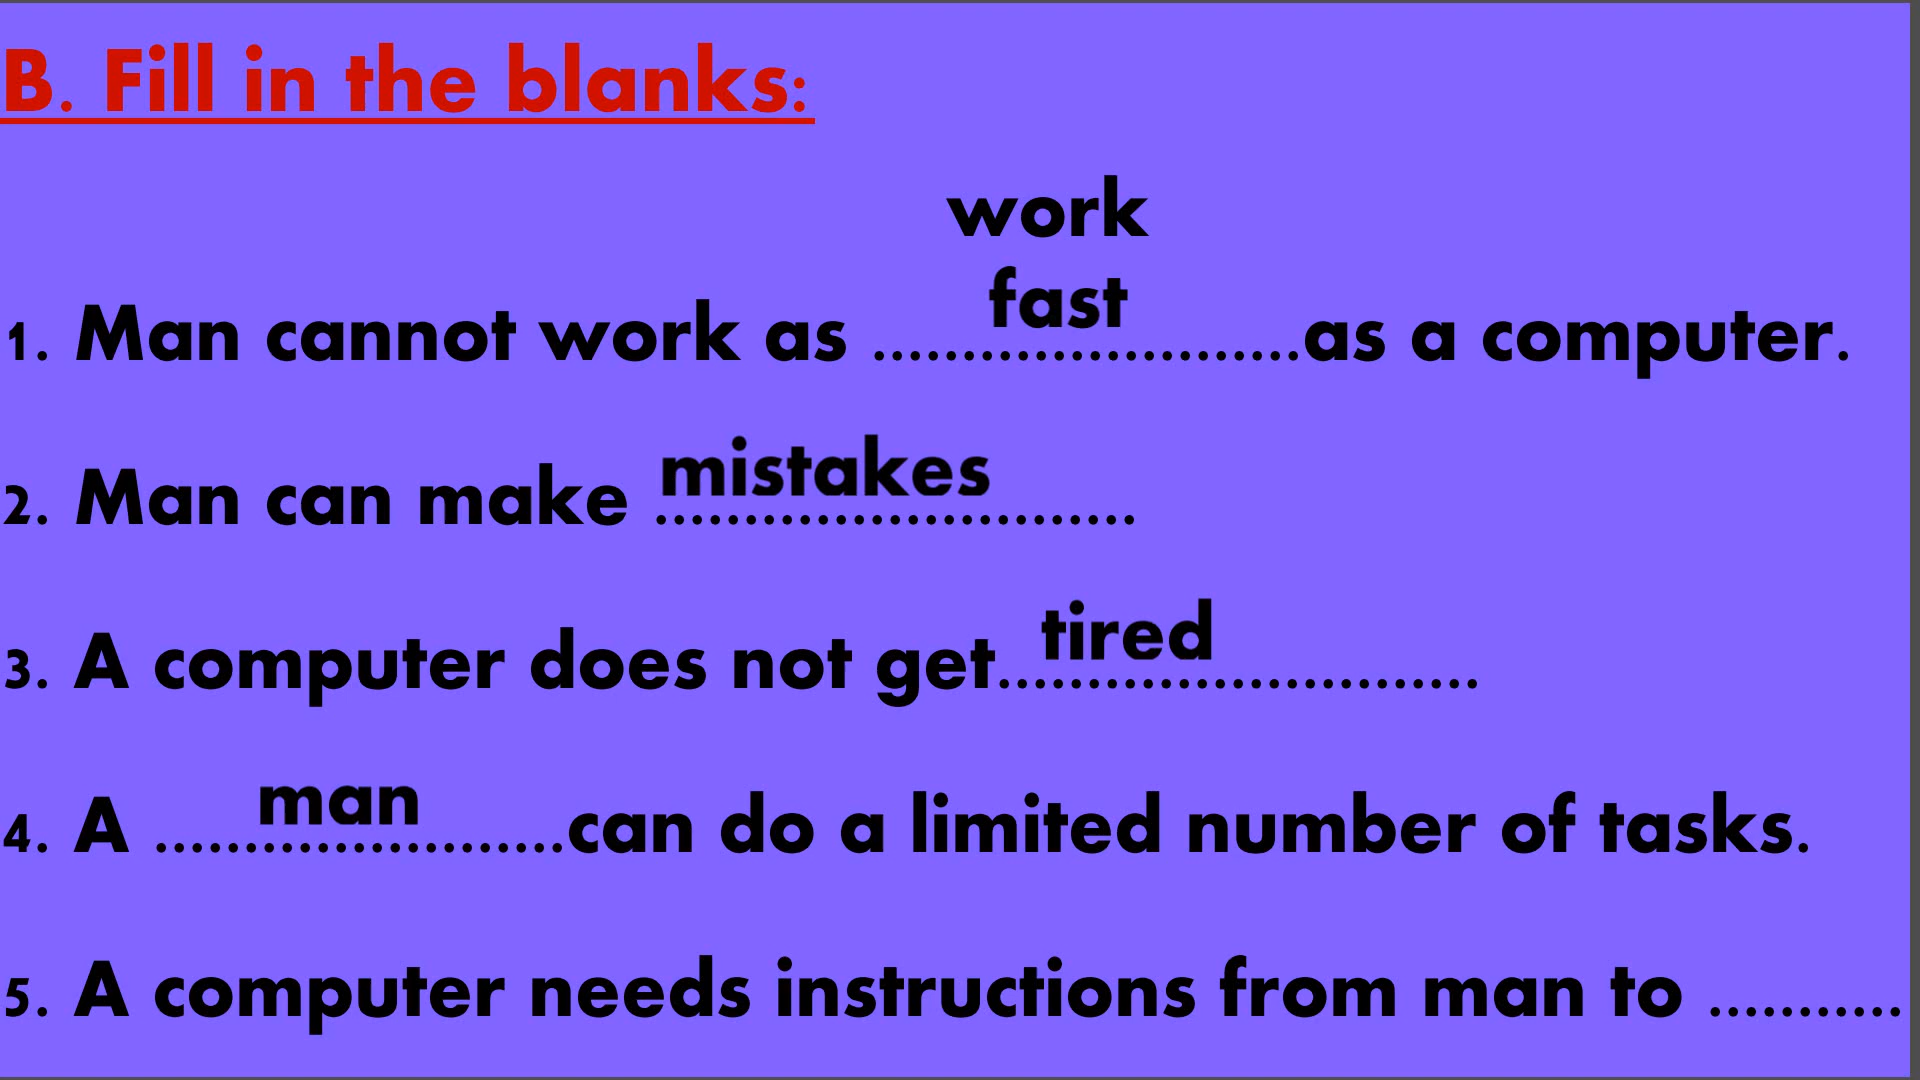 B. Fill in the blanks:
work
fast
1. Man cannot work as .......................as a computer.
mistakes
2. Man can make ...........................
tired
3. A computer does not get...........................
man
4. A .......................can do a limited number of tasks.
5. A computer needs instructions from man to ...........